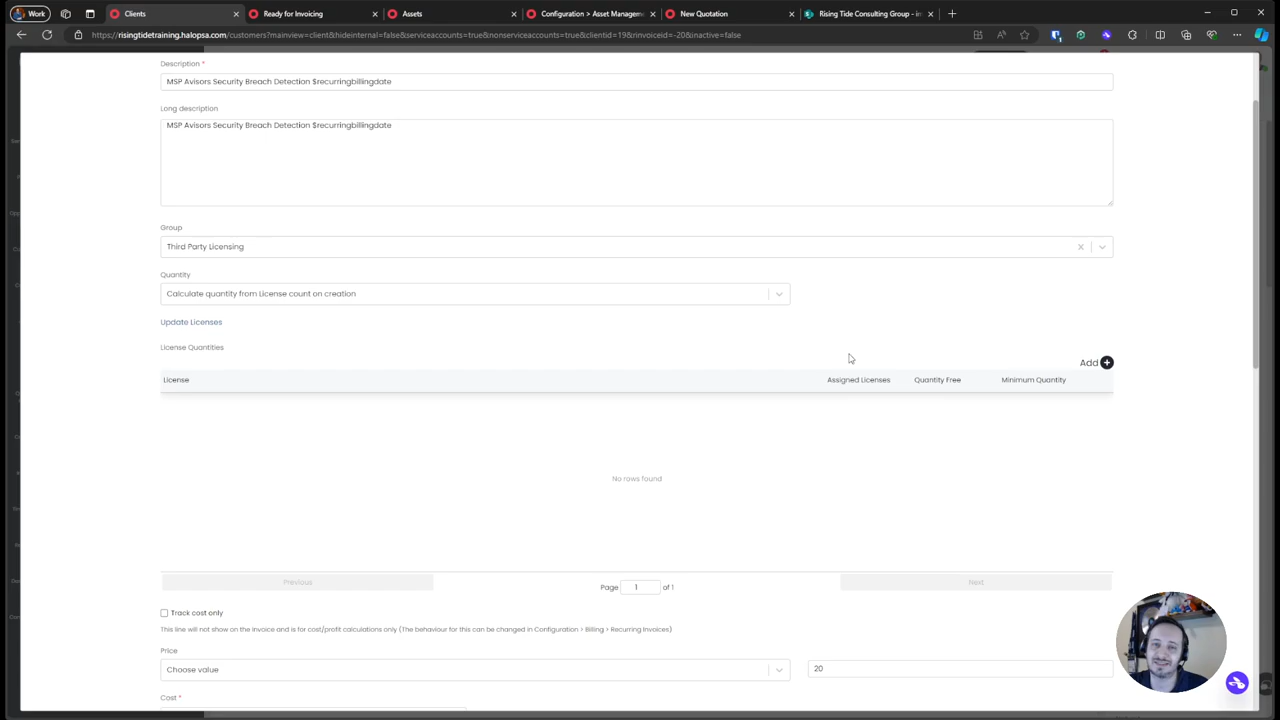 Work
Clients
Ready for Invoicing
Assets
Configuration > Asset Managem
New Quotation
Rising Tide Consulting Group - in
https://risingtidetraining.halopsa.com/customers?mainview=client&hideinternal=false&serviceaccounts=true&nonserviceaccounts=true&clientid=19&rinvoiceid=-20&inactive=false
Description *
MSP Avisors Security Breach Detection $recurringbillingdate
Long description
MSP Avisors Security Breach Detection $recurringbillingdate
Group
Third Party Licensing
Quantity
Calculate quantity from License count on creation
Update Licenses
License Quantities
Add
License Assigned Licenses Quantity Free Minimum Quantity
No rows found
Previous Page 1 of 1 Next
Track cost only
This line will not show on the invoice and is for cost/profit calculations only (The behaviour for this can be changed in Configuration > Billing > Recurring Invoices)
Price
Choose value 20
Cost *